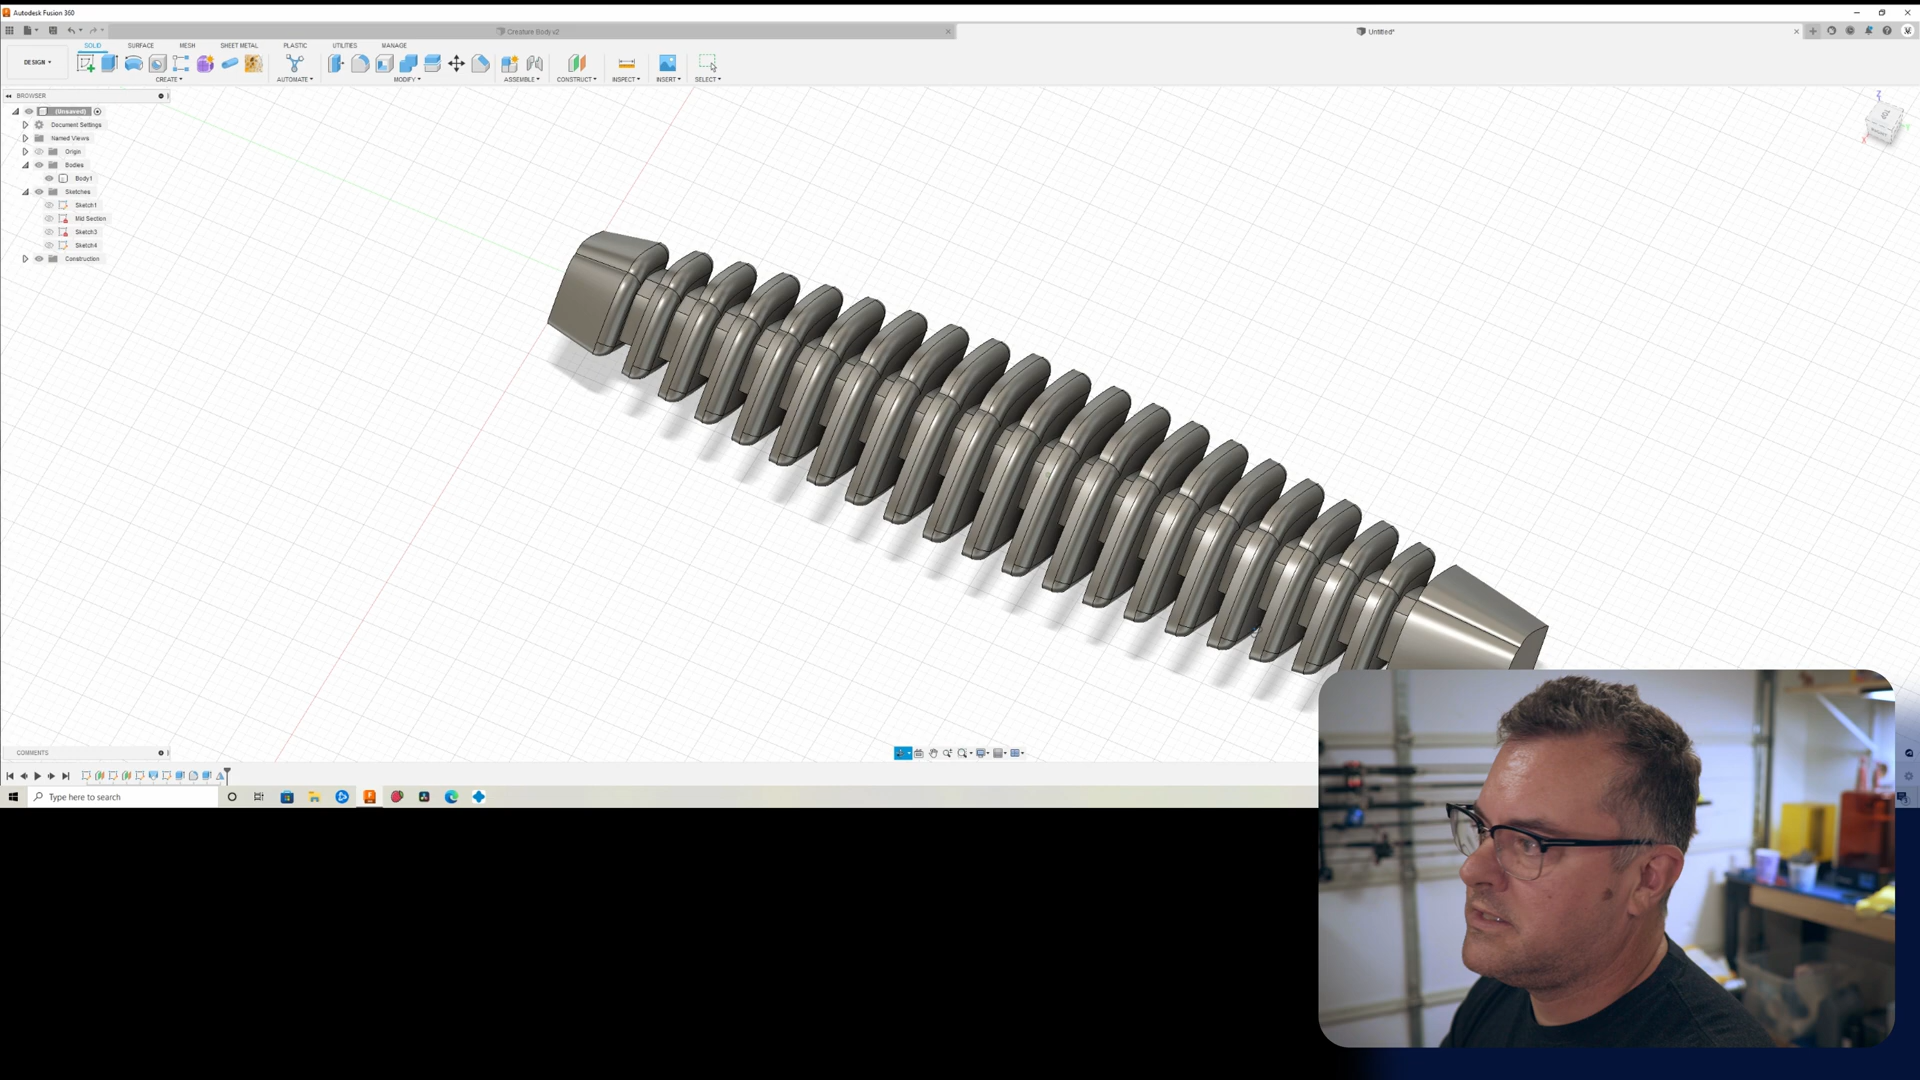 Autodesk Fusion 360
Creature Body v2
Untitled*
DESIGN
SOLID
SURFACE
MESH
SHEET METAL
PLASTIC
UTILITIES
MANAGE
CREATE
AUTOMATE
MODIFY
ASSEMBLE
CONSTRUCT
INSPECT
INSERT
SELECT
BROWSER
(Unsaved)
Document Settings
Named Views
Origin
Bodies
Body1
Sketches
Sketch1
Mid Section
Sketch3
Sketch4
Construction
Z
X
COMMENTS
Type here to search